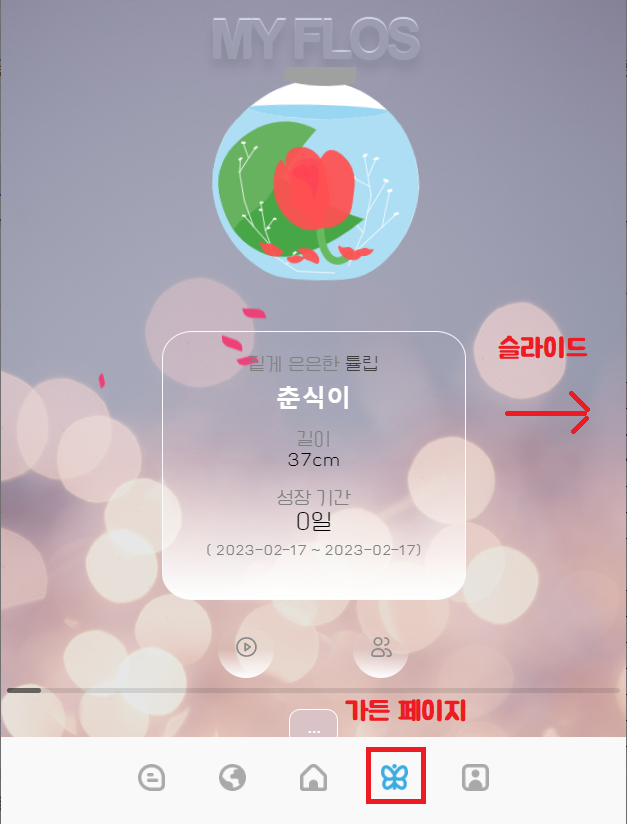 MY FLOS
짙게 은은한 튤립
춘식이
슬라이드
길이
37cm
성장 기간
0일
( 2023-02-17 ~ 2023-02-17)
가든 페이지
...